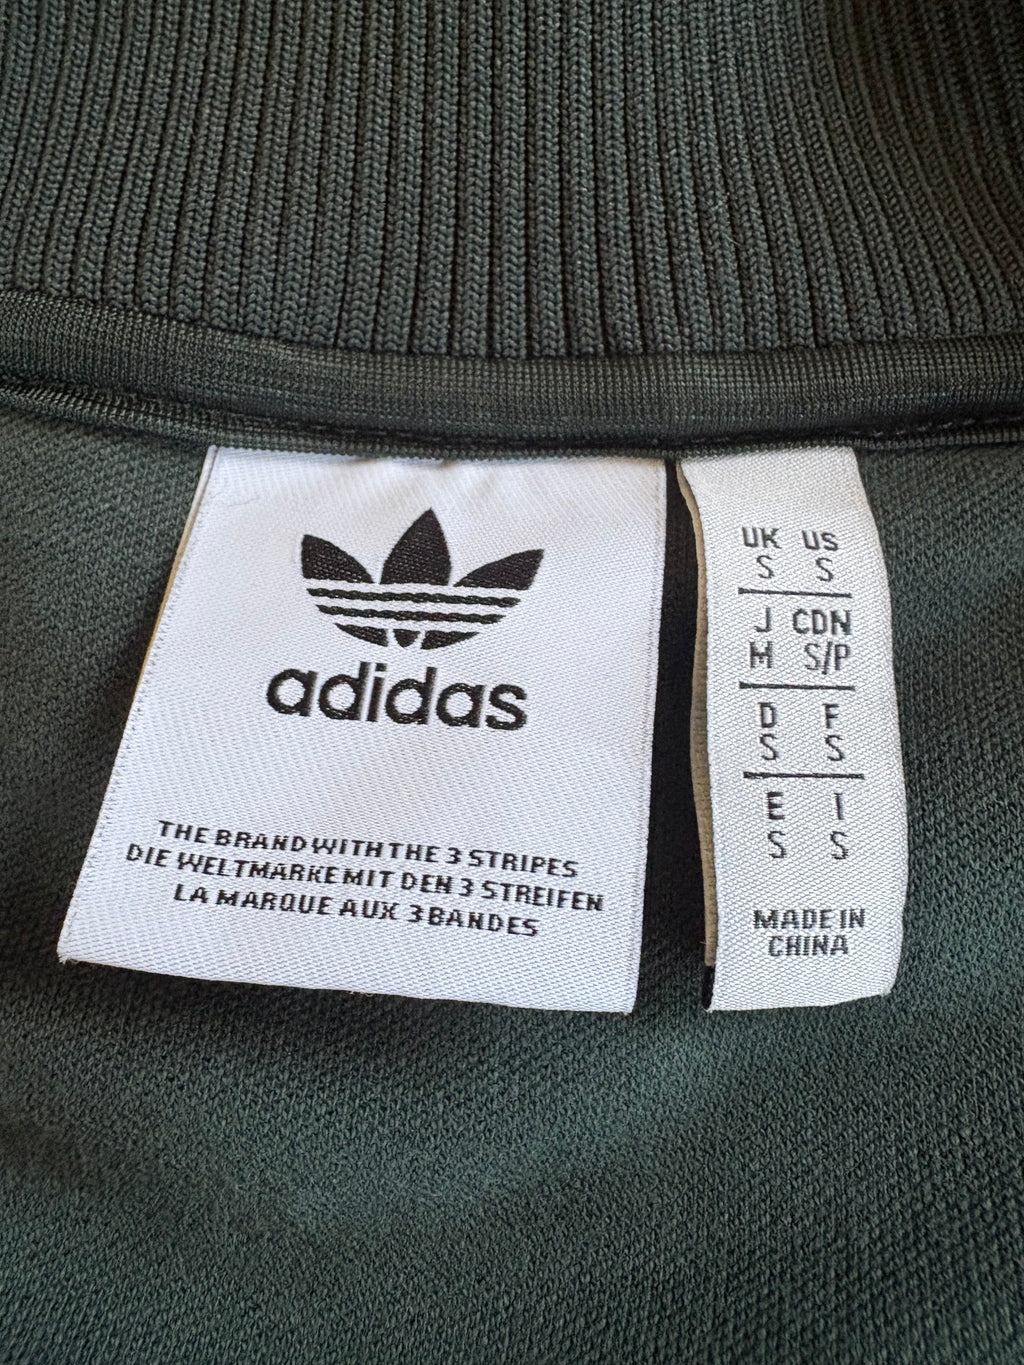 adidas
THE BRAND WITH THE 3 STRIPES
DIE WELTMARKE MIT DEN 3 STREIFEN
LA MARQUE AUX 3 BANDES
UK US
S S
J CDN
M S/P
D F
S S
E I
S S
MADE IN
CHINA